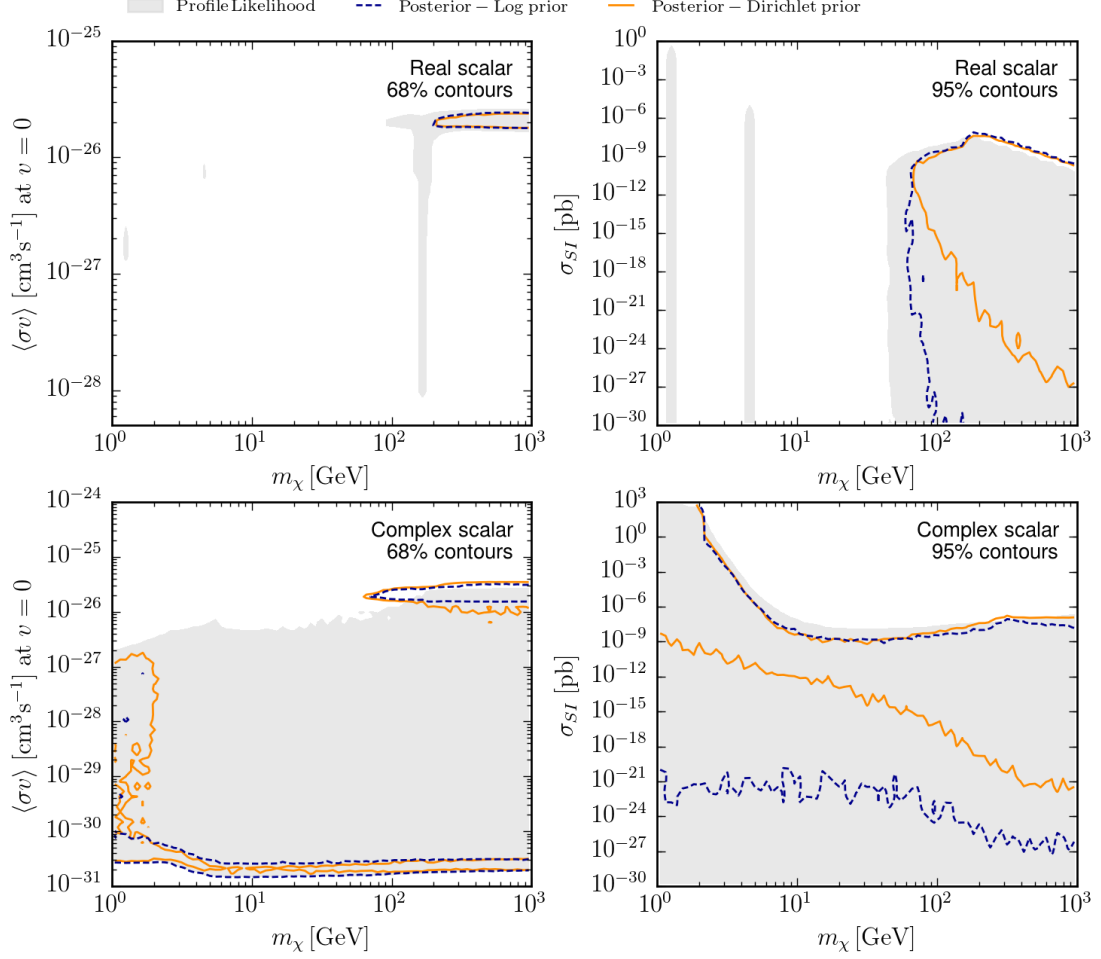 Profile Likelihood Posterior − Log prior Posterior − Dirichlet prior
Real scalar
68% contours
10^-25
10^-26
10^-27
10^-28
⟨σv⟩ [cm^3s^-1] at v = 0
10^0 10^1 10^2 10^3
m_χ [GeV]
Real scalar
95% contours
10^0
10^-3
10^-6
10^-9
10^-12
10^-15
10^-18
10^-21
10^-24
10^-27
10^-30
σ_SI [pb]
10^0 10^1 10^2 10^3
m_χ [GeV]
Complex scalar
68% contours
10^-24
10^-25
10^-26
10^-27
10^-28
10^-29
10^-30
10^-31
⟨σv⟩ [cm^3s^-1] at v = 0
10^0 10^1 10^2 10^3
m_χ [GeV]
Complex scalar
95% contours
10^3
10^0
10^-3
10^-6
10^-9
10^-12
10^-15
10^-18
10^-21
10^-24
10^-27
10^-30
σ_SI [pb]
10^0 10^1 10^2 10^3
m_χ [GeV]